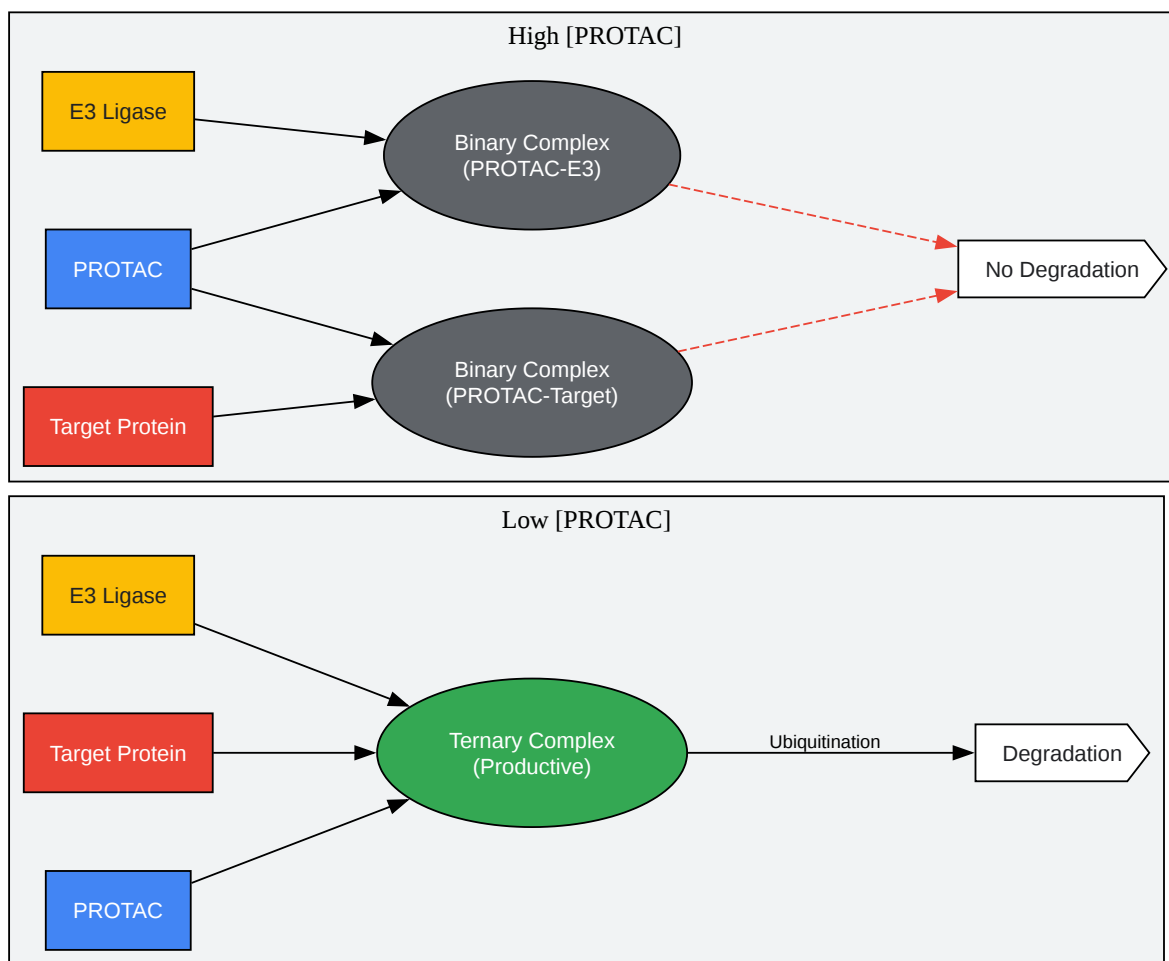 High [PROTAC]
E3 Ligase
Binary Complex
(PROTAC-E3)
PROTAC
No Degradation
Binary Complex
(PROTAC-Target)
Target Protein
Low [PROTAC]
E3 Ligase
Target Protein
Ternary Complex
(Productive)
Ubiquitination
Degradation
PROTAC